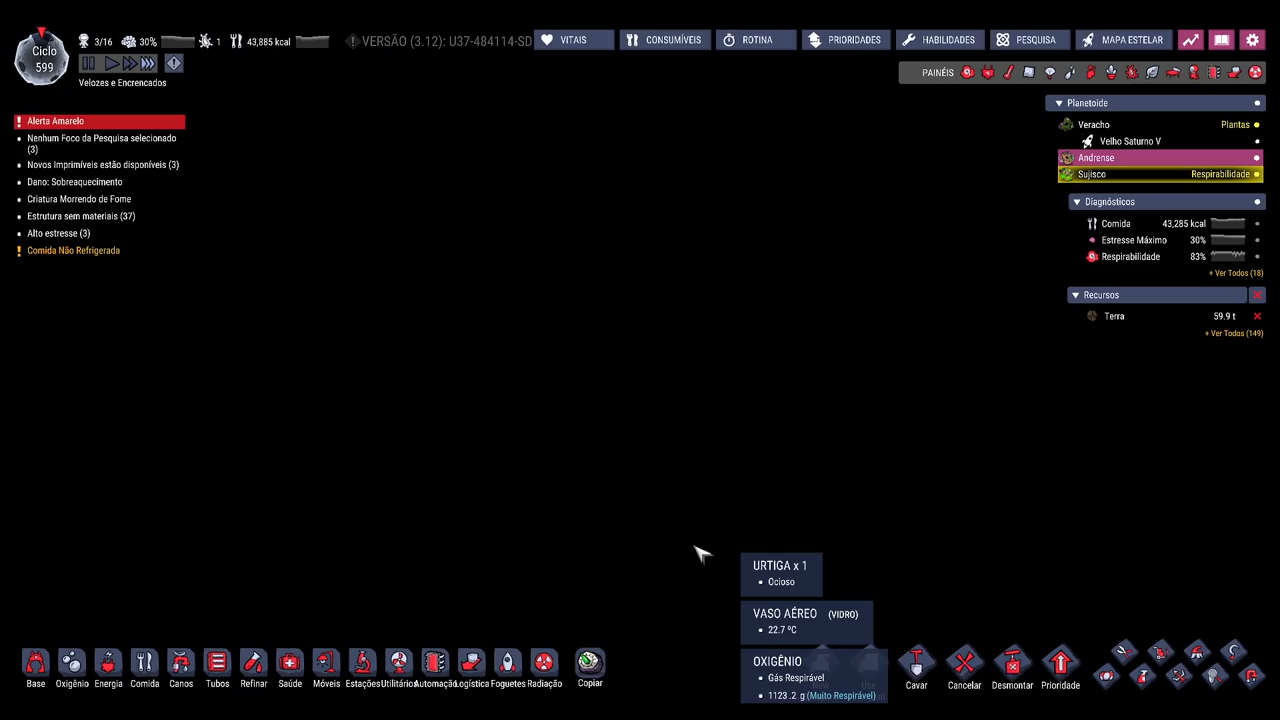 Ciclo
599
3/16
30%
1
43,885 kcal
VERSÃO (3.12): U37-484114-SD
VITAIS
CONSUMÍVEIS
ROTINA
PRIORIDADES
HABILIDADES
PESQUISA
MAPA ESTELAR
Velozes e Encrencados
PAINÉIS
Alerta Amarelo
Nenhum Foco da Pesquisa selecionado
(3)
Novos Imprimíveis estão disponíveis (3)
Dano: Sobreaquecimento
Criatura Morrendo de Fome
Estrutura sem materiais (37)
Alto estresse (3)
Comida Não Refrigerada
Planetoide
Veracho Plantas
Velho Saturno V
Andrense
Sujisco Respirabilidade
Diagnósticos
Comida 43,285 kcal
Estresse Máximo 30%
Respirabilidade 83%
+ Ver Todos (18)
Recursos
Terra 59.9 t
+ Ver Todos (149)
URTIGA x 1
Ocioso
VASO AÉREO (VIDRO)
22.7 ºC
OXIGÊNIO
Gás Respirável
1123.2 g (Muito Respirável)
Base
Oxigênio
Energia
Comida
Canos
Tubos
Refinar
Saúde
Móveis
Estações
Utilitários
Automação
Logística
Foguetes
Radiação
Copiar
Cavar
Cancelar
Desmontar
Prioridade